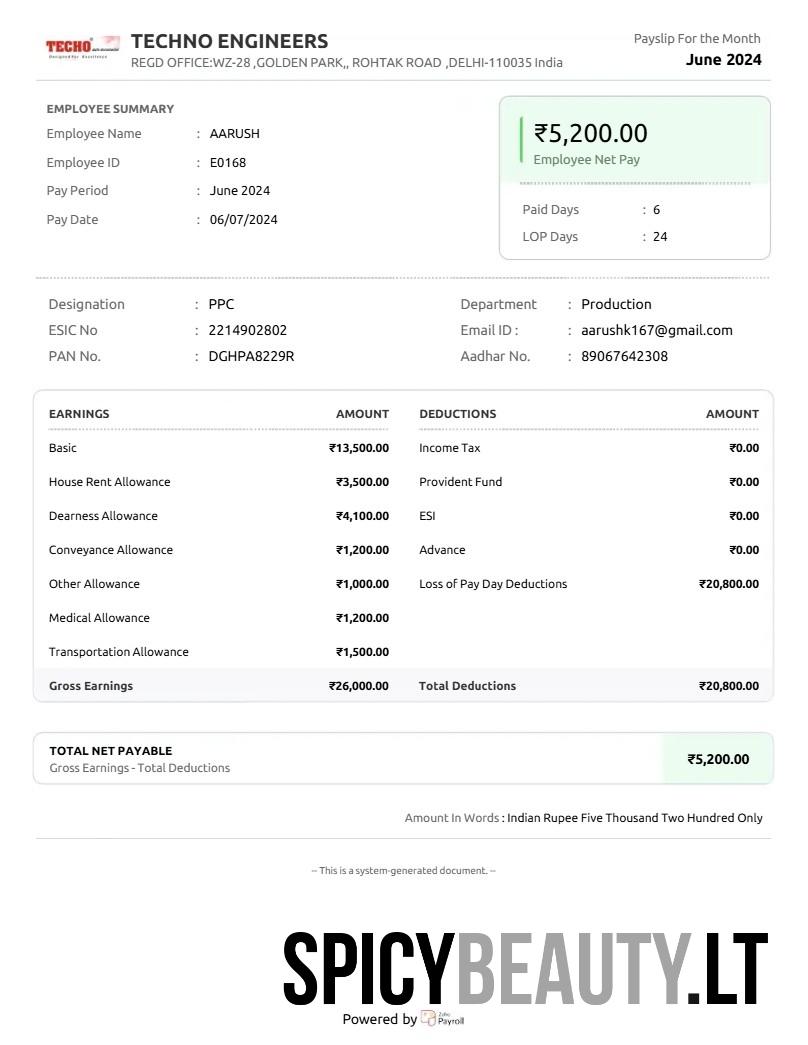 TECHO
Designed For Excellence
TECHNO ENGINEERS
REGD OFFICE:WZ-28 ,GOLDEN PARK,, ROHTAK ROAD ,DELHI-110035 India
Payslip For the Month
June 2024
EMPLOYEE SUMMARY
Employee Name : AARUSH
Employee ID : E0168
Pay Period : June 2024
Pay Date : 06/07/2024
₹5,200.00
Employee Net Pay
Paid Days : 6
LOP Days : 24
Designation : PPC
ESIC No : 2214902802
PAN No. : DGHPA8229R
Department : Production
Email ID : : aarushk167@gmail.com
Aadhar No. : 89067642308
EARNINGS AMOUNT DEDUCTIONS AMOUNT
Basic ₹13,500.00 Income Tax ₹0.00
House Rent Allowance ₹3,500.00 Provident Fund ₹0.00
Dearness Allowance ₹4,100.00 ESI ₹0.00
Conveyance Allowance ₹1,200.00 Advance ₹0.00
Other Allowance ₹1,000.00 Loss of Pay Day Deductions ₹20,800.00
Medical Allowance ₹1,200.00
Transportation Allowance ₹1,500.00
Gross Earnings ₹26,000.00 Total Deductions ₹20,800.00
TOTAL NET PAYABLE
Gross Earnings - Total Deductions
₹5,200.00
Amount In Words : Indian Rupee Five Thousand Two Hundred Only
-- This is a system-generated document. --
SPICYBEAUTY.LT
Powered by Zoho Payroll